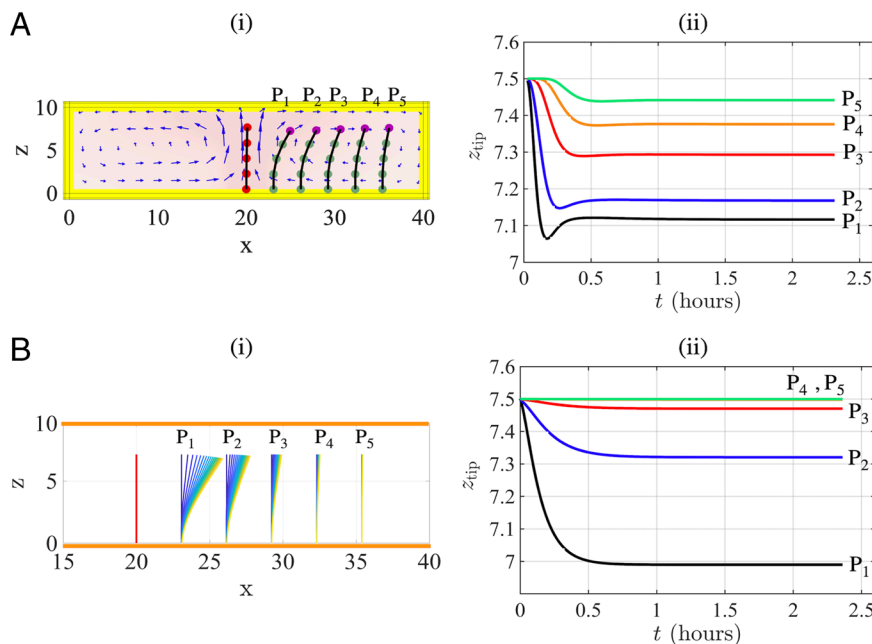 A
(i)
P1 P2 P3 P4 P5
10
5
0
z
0 10 20 30 40
x
(ii)
7.6
7.5
7.4
7.3
7.2
7.1
7
ztip
P5
P4
P3
P2
P1
0 0.5 1 1.5 2 2.5
t (hours)
B
(i)
10
5
0
z
P1 P2 P3 P4 P5
15 20 25 30 35 40
x
(ii)
7.6
7.5
7.4
7.3
7.2
7.1
7
ztip
P4 , P5
P3
P2
P1
0 0.5 1 1.5 2 2.5
t (hours)